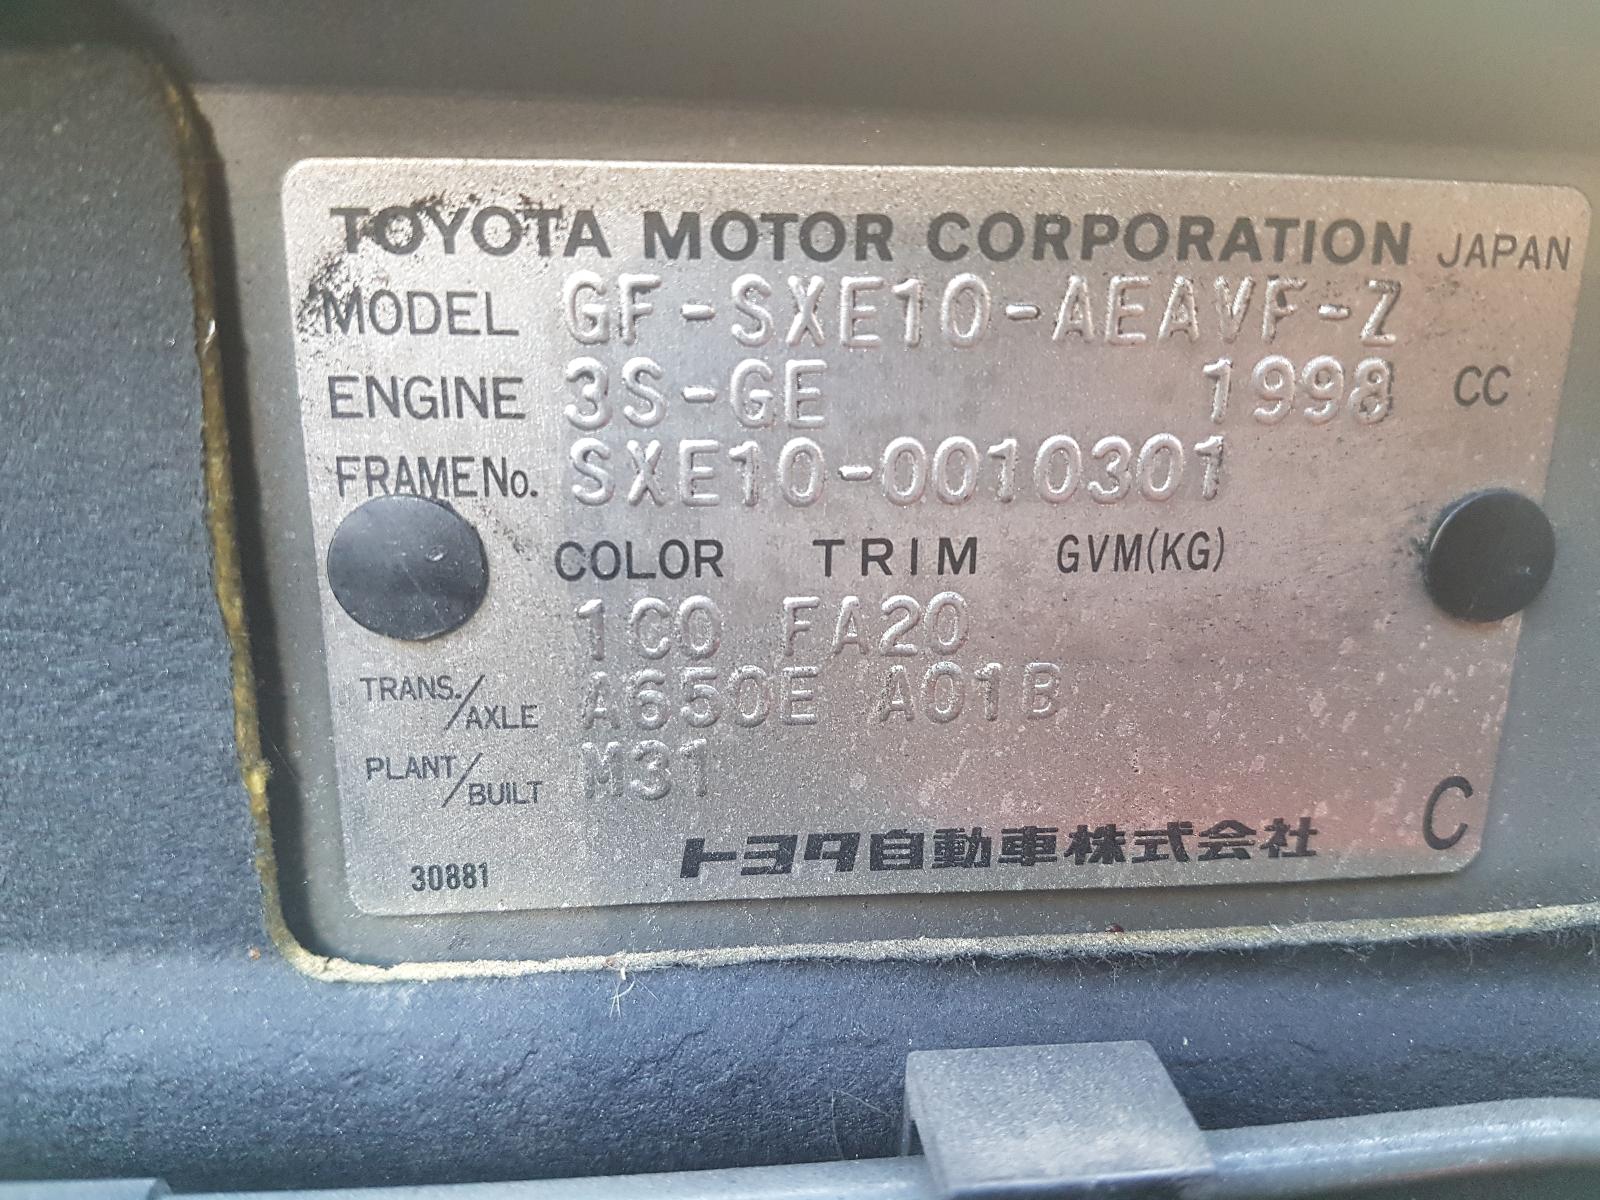 TOYOTA MOTOR CORPORATION JAPAN
MODEL GF-SXE10-AEAVF-Z
ENGINE 3S-GE 1998 CC
FRAME No. SXE10-0010301
COLOR TRIM GVM(KG)
1C0 FA20
TRANS./AXLE A650E A01B
PLANT/BUILT M31
トヨタ自動車株式会社 C
30881